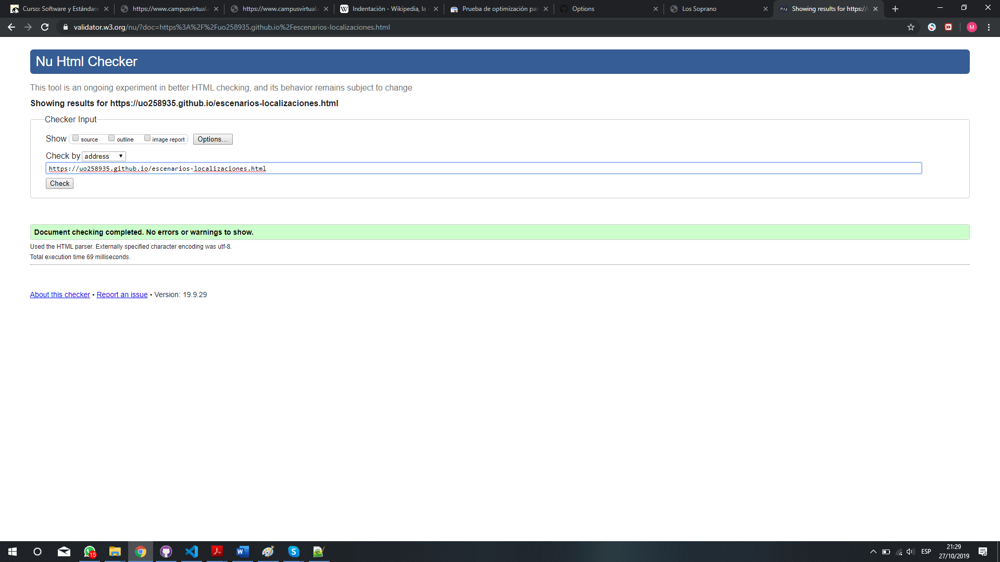 Curso: Software y Estándare
https://www.campusvirtual.
https://www.campusvirtual.
Indentación - Wikipedia, la
Prueba de optimización par
Options
Los Soprano
Showing results for https://
validator.w3.org/nu/?doc=https%3A%2F%2Fuo258935.github.io%2Fescenarios-localizaciones.html
M
Nu Html Checker
This tool is an ongoing experiment in better HTML checking, and its behavior remains subject to change
Showing results for https://uo258935.github.io/escenarios-localizaciones.html
Checker Input
Show source outline image report Options...
Check by address
https://uo258935.github.io/escenarios-localizaciones.html
Check
Document checking completed. No errors or warnings to show.
Used the HTML parser. Externally specified character encoding was utf-8.
Total execution time 69 milliseconds.
About this checker • Report an issue • Version: 19.9.29
15
ESP
21:29
27/10/2019